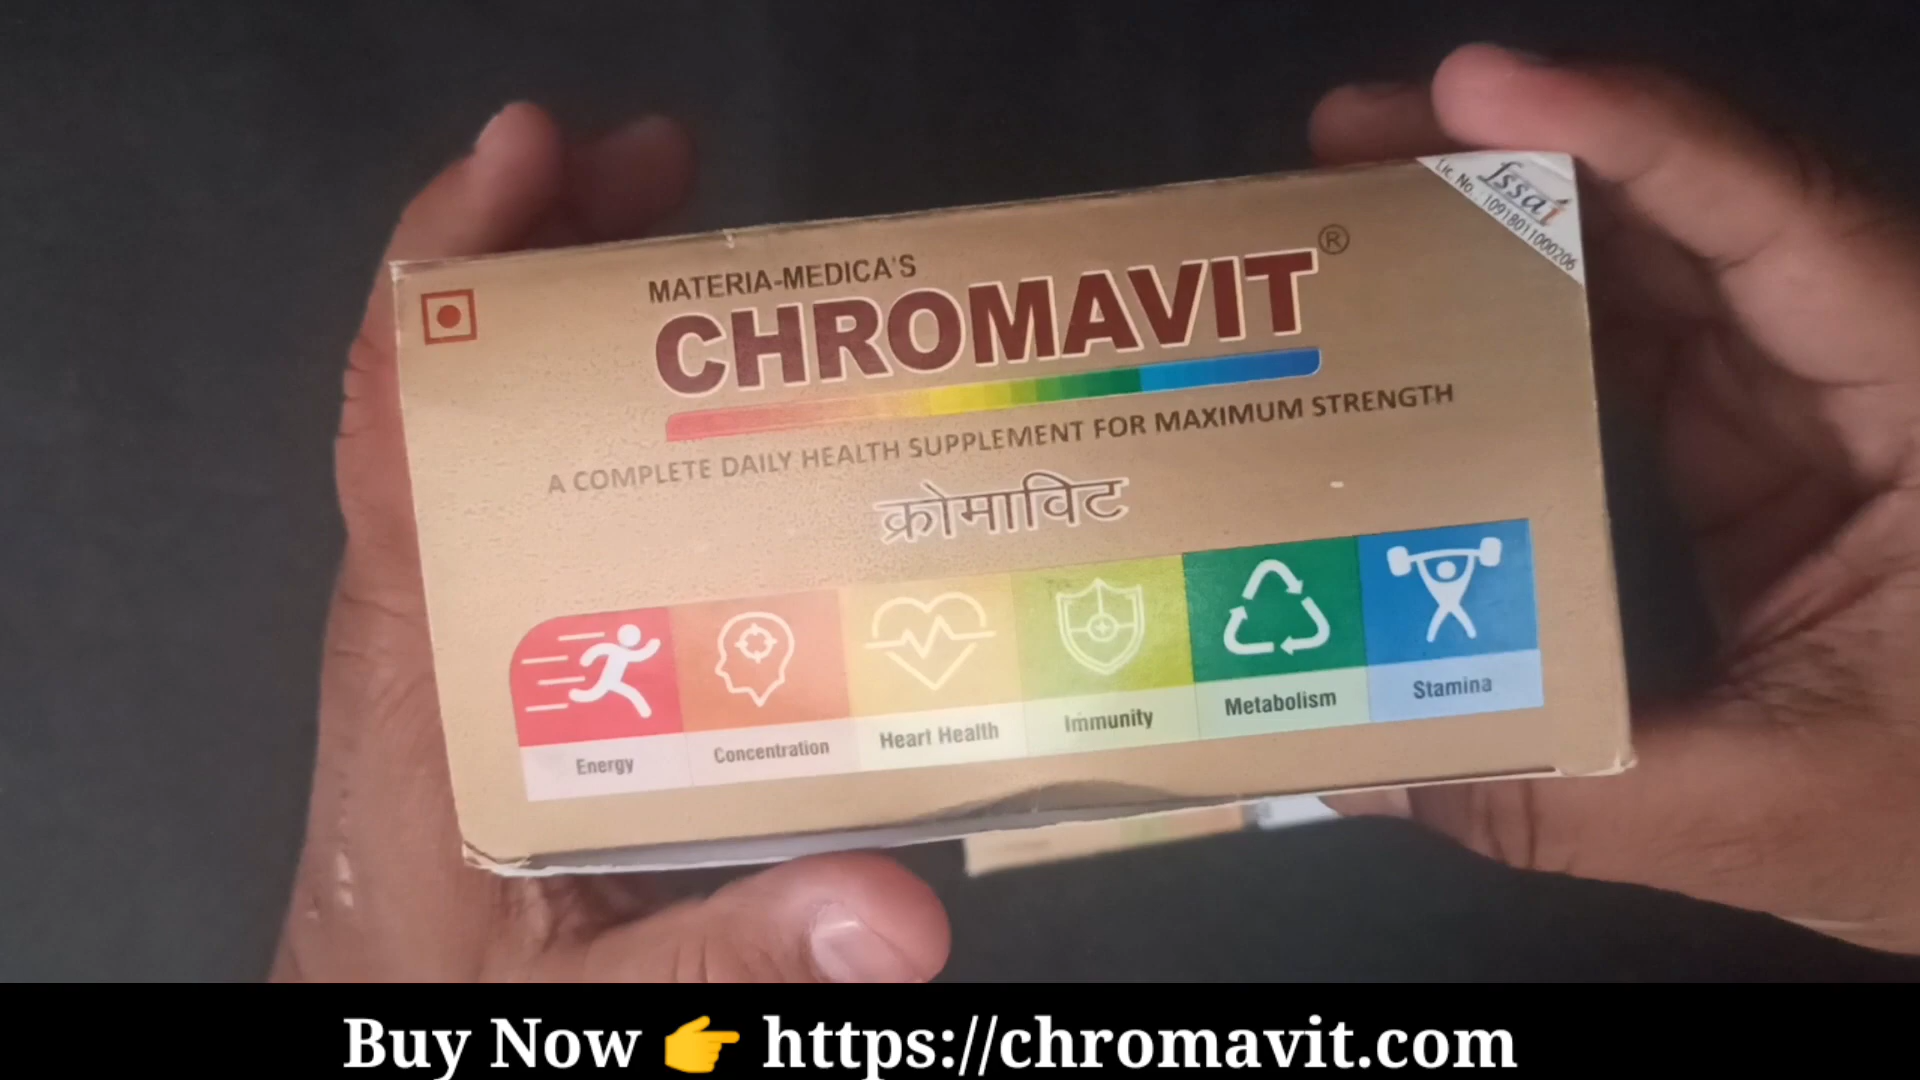 fssai
Lic. No. 10918011000206
MATERIA-MEDICA'S
CHROMAVIT®
A COMPLETE DAILY HEALTH SUPPLEMENT FOR MAXIMUM STRENGTH
क्रोमाविट
Energy
Concentration
Heart Health
Immunity
Metabolism
Stamina
Buy Now 👉 https://chromavit.com